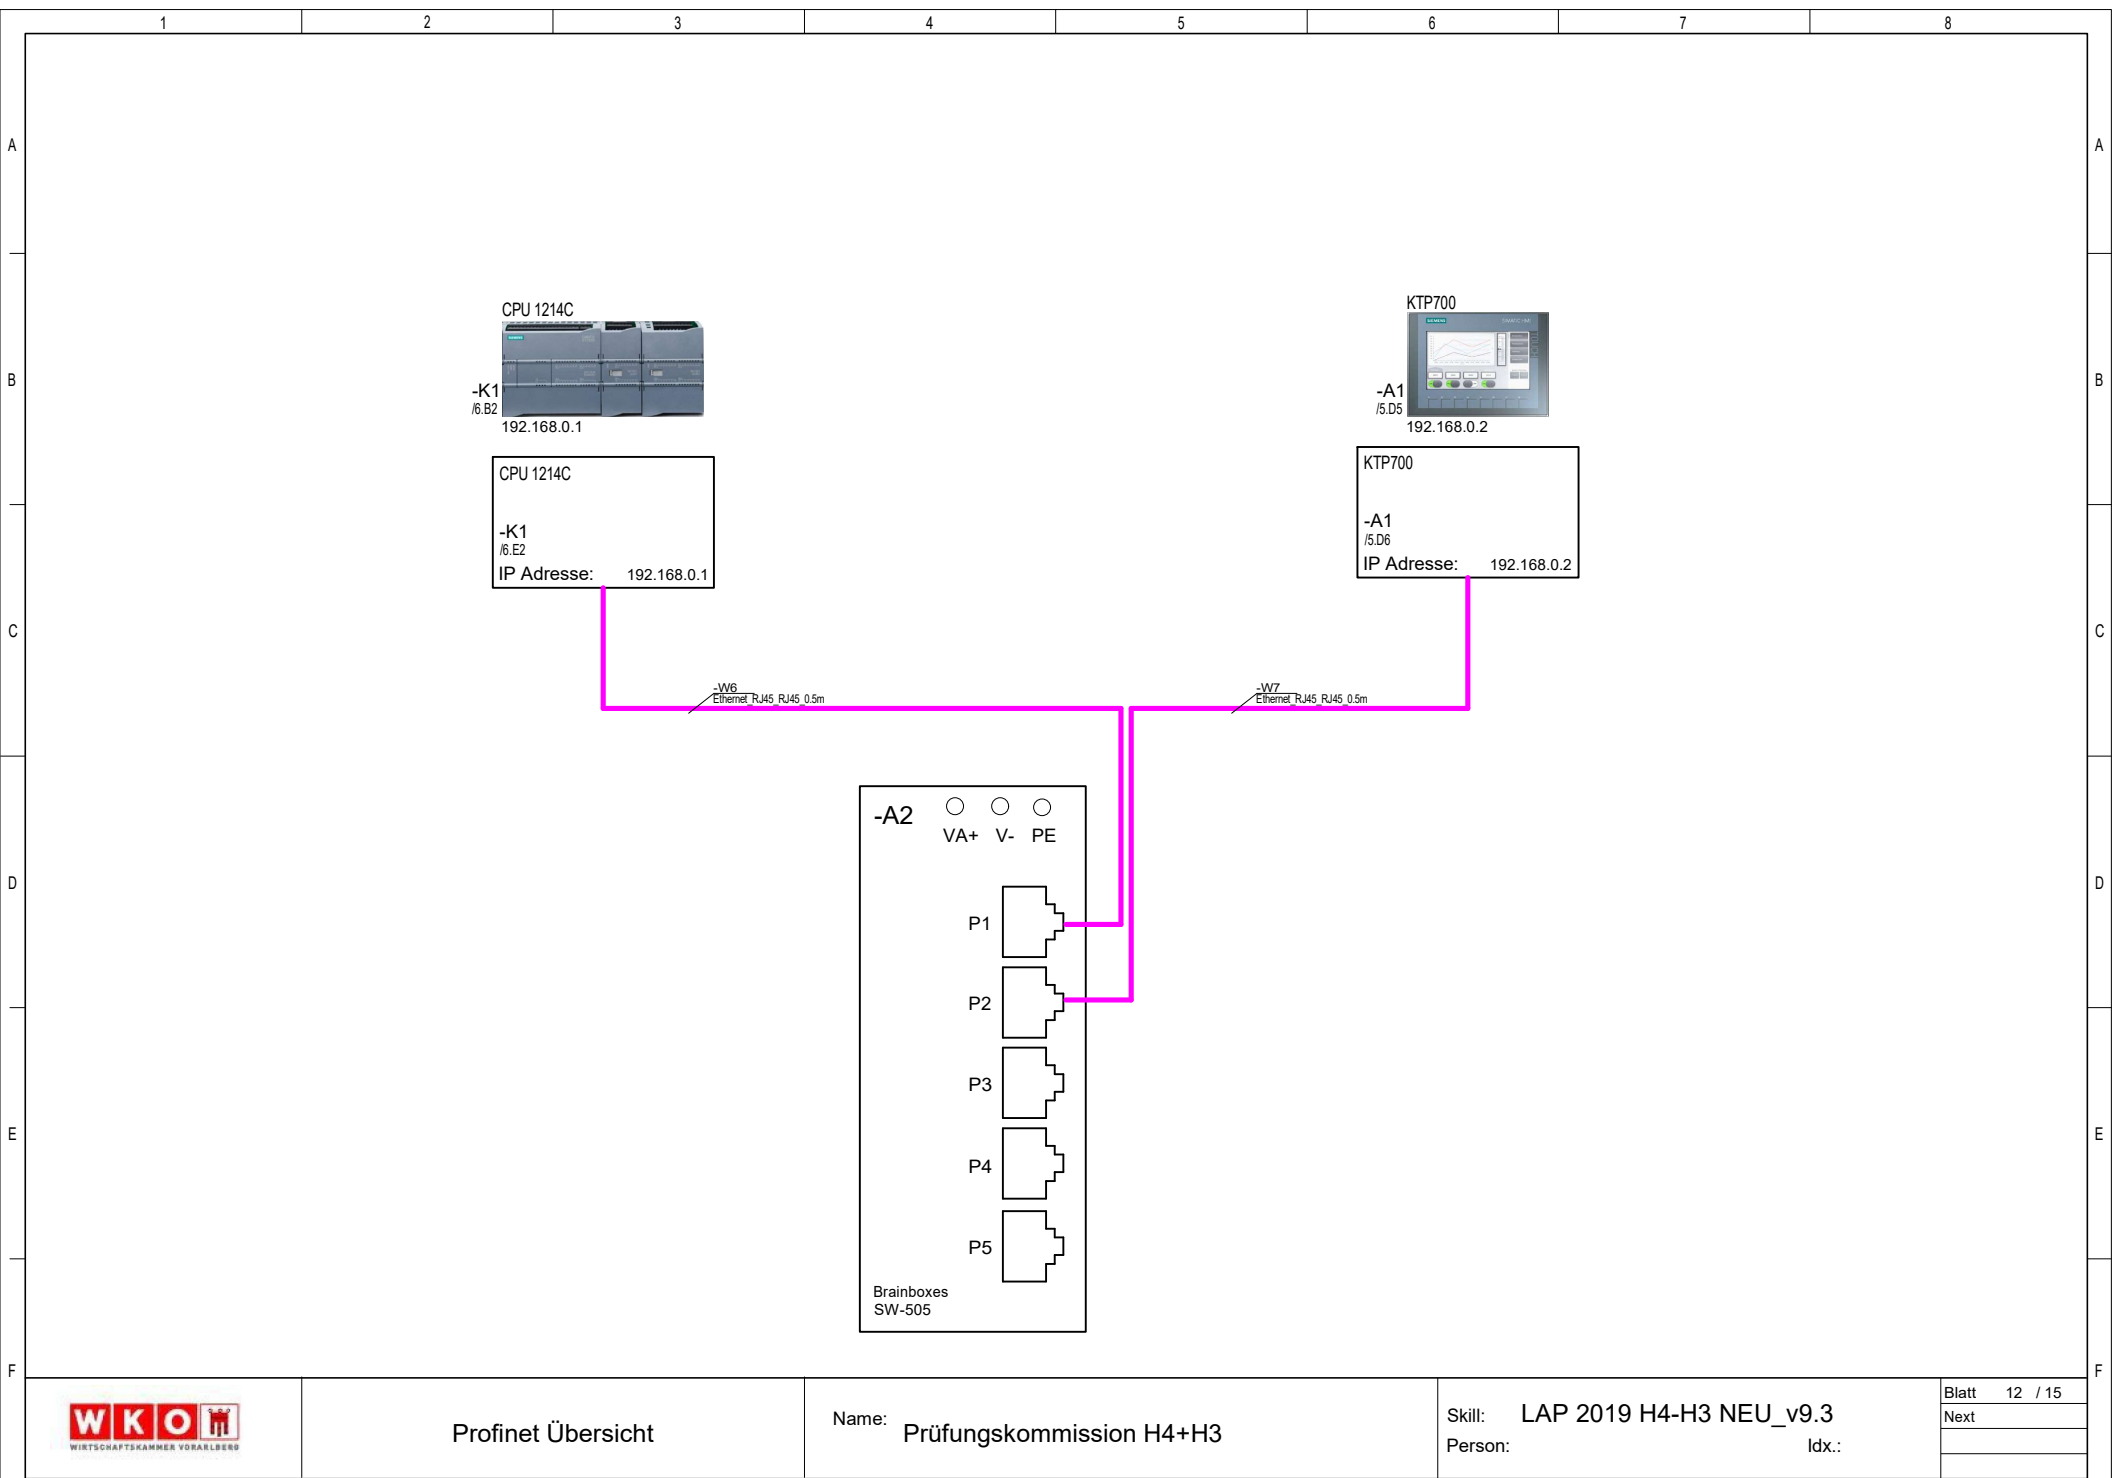 1 2 3 4 5 6 7 8
A A
B B
C C
D D
E E
F F
CPU 1214C
SIEMENS
-K1
/6.B2
192.168.0.1
CPU 1214C
-K1
/6.E2
IP Adresse: 192.168.0.1
KTP700
SIEMENS
SIMATIC HMI
-A1
/5.D5
192.168.0.2
KTP700
-A1
/5.D6
IP Adresse: 192.168.0.2
-W6
Ethernet_RJ45_RJ45_0.5m
-W7
Ethernet_RJ45_RJ45_0.5m
-A2
VA+ V- PE
P1
P2
P3
P4
P5
Brainboxes
SW-505
WKO
WIRTSCHAFTSKAMMER VORARLBERG
Profinet Übersicht
Name: Prüfungskommission H4+H3
Skill: LAP 2019 H4-H3 NEU_v9.3
Person: Idx.:
Blatt 12 / 15
Next